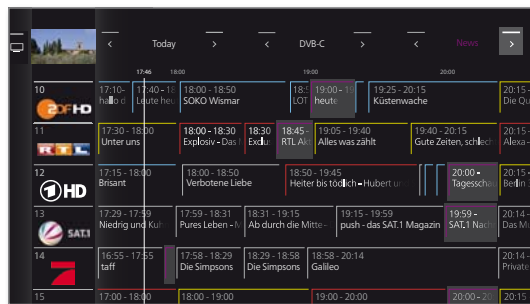 < Today > < DVB-C > < News >
17:46 18:00 19:00 20:00
10 17:10- 17:40 - 18 18:00 - 18:50 18:5 19:00 - 19 19:25 - 20:15 20:15 -
ZDF HD hallo d Leute heu SOKO Wismar LOT heute Küstenwache Die Qu
11 17:30 - 18:00 18:00 - 18:30 18:30 18:45 - 19:05 - 19:40 19:40 - 20:15 20:15 -
RTL Unter uns Explosiv - Das Exclus RTL Ak Alles was zählt Gute Zeiten, schlech Alexa -
12 17:15 - 18:00 18:00 - 18:50 18:50 - 19:45 20:00 - 20:15 -
1 HD Brisant Verbotene Liebe Heiter bis tödlich - Hubert un Tagesschau Berlin
13 17:29 - 17:59 17:59 - 18:31 18:31 - 19:15 19:15 - 19:59 19:59 - 20:14 -
SAT.1 Niedrig und Kuh Pures Leben - M Ab durch die Mitte - push - das SAT.1 Magazin SAT.1 Nach Das M
14 16:55 - 17:55 17:58 - 18:29 18:29 - 18:58 18:58 - 20:14 20:14 -
taff Die Simpsons Die Simpsons Galileo Private
15 17:00 - 18:00 18:00 - 19:00 19:00 - 20:00 20:00 - 20 20:15